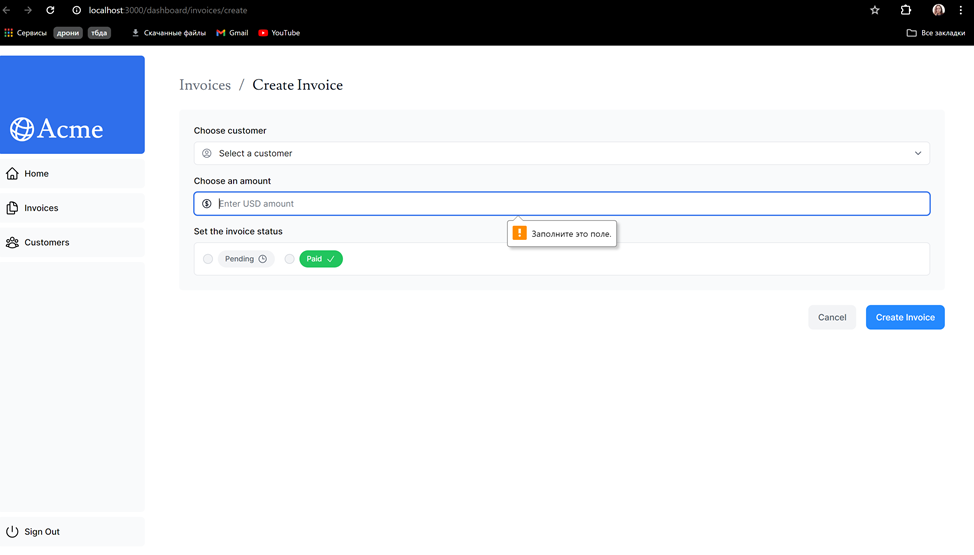 localhost:3000/dashboard/invoices/create
Сервисы дрони тбда Скачанные файлы Gmail YouTube Все закладки
Acme
Home
Invoices
Customers
Sign Out
Invoices / Create Invoice
Choose customer
Select a customer
Choose an amount
Enter USD amount
Заполните это поле.
Set the invoice status
Pending Paid
Cancel Create Invoice